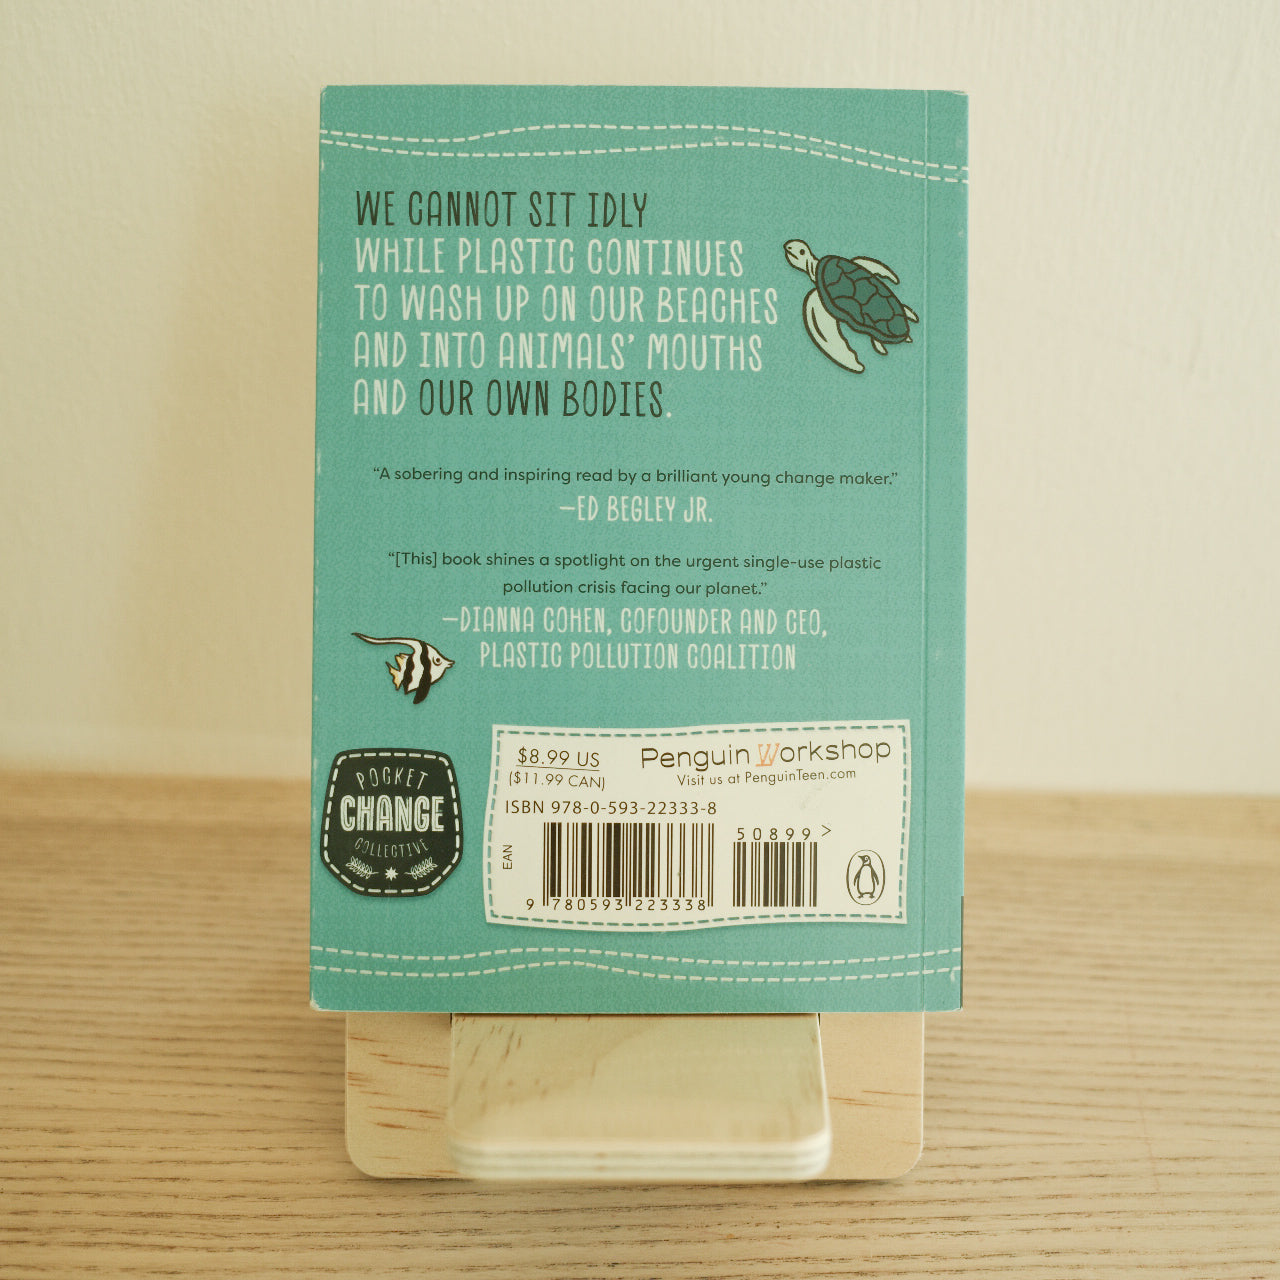 WE CANNOT SIT IDLY
WHILE PLASTIC CONTINUES
TO WASH UP ON OUR BEACHES
AND INTO ANIMALS’ MOUTHS
AND OUR OWN BODIES.
“A sobering and inspiring read by a brilliant young change maker.”
—ED BEGLEY JR.
“[This] book shines a spotlight on the urgent single-use plastic
pollution crisis facing our planet.”
—DIANNA COHEN, COFOUNDER AND CEO,
PLASTIC POLLUTION COALITION
POCKET
CHANGE
COLLECTIVE
$8.99 US
($11.99 CAN)
Penguin Workshop
Visit us at PenguinTeen.com
ISBN 978-0-593-22333-8
50899>
EAN
9 780593 223338